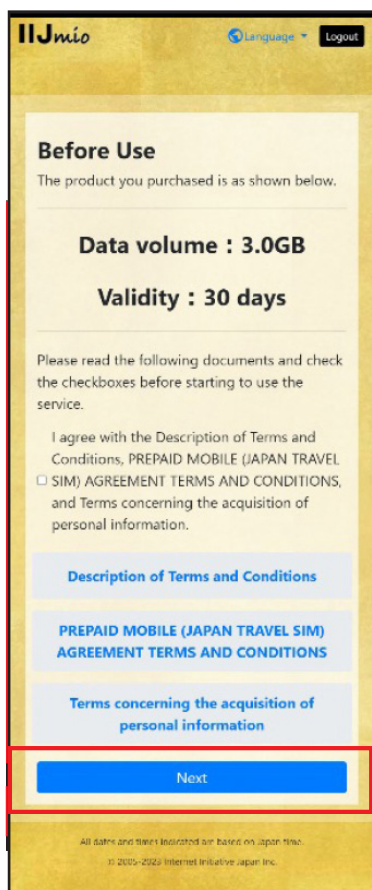 IIJmio
Language
Logout
Before Use
The product you purchased is as shown below.
Data volume：3.0GB
Validity：30 days
Please read the following documents and check
the checkboxes before starting to use the
service.
I agree with the Description of Terms and
Conditions, PREPAID MOBILE (JAPAN TRAVEL
SIM) AGREEMENT TERMS AND CONDITIONS,
and Terms concerning the acquisition of
personal information.
Description of Terms and Conditions
PREPAID MOBILE (JAPAN TRAVEL SIM)
AGREEMENT TERMS AND CONDITIONS
Terms concerning the acquisition of
personal information
Next
All dates and times indicated are based on Japan time.
© 2005-2023 Internet Initiative Japan Inc.